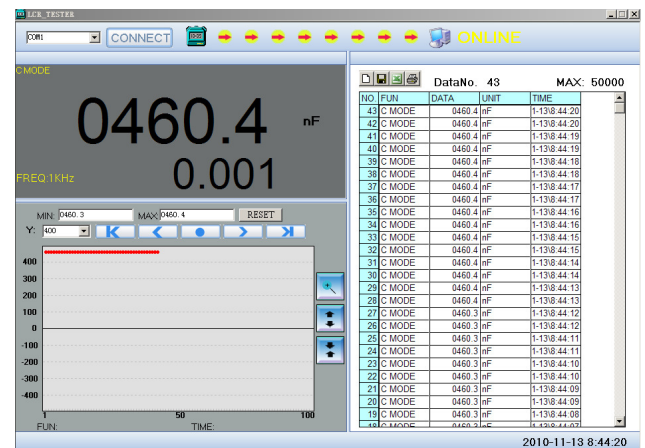 LCR_TESTER
COM1 CONNECT ONLINE
CMODE
0460.4 nF
FREQ:1KHz 0.001
MIN: 0460.3 MAX: 0460.4 RESET
Y: 400
400
300
200
100
0
-100
-200
-300
-400
1 50 100
FUN: TIME:
DataNo. 43 MAX: 50000
NO. FUN DATA UNIT TIME
43 C MODE 0460.4 nF 1-13\8:44:20
42 C MODE 0460.4 nF 1-13\8:44:20
41 C MODE 0460.4 nF 1-13\8:44:19
40 C MODE 0460.4 nF 1-13\8:44:19
39 C MODE 0460.4 nF 1-13\8:44:18
38 C MODE 0460.4 nF 1-13\8:44:18
37 C MODE 0460.4 nF 1-13\8:44:17
36 C MODE 0460.4 nF 1-13\8:44:17
35 C MODE 0460.4 nF 1-13\8:44:16
34 C MODE 0460.4 nF 1-13\8:44:16
33 C MODE 0460.4 nF 1-13\8:44:15
32 C MODE 0460.4 nF 1-13\8:44:15
31 C MODE 0460.4 nF 1-13\8:44:14
30 C MODE 0460.4 nF 1-13\8:44:14
29 C MODE 0460.4 nF 1-13\8:44:13
28 C MODE 0460.4 nF 1-13\8:44:13
27 C MODE 0460.3 nF 1-13\8:44:12
26 C MODE 0460.3 nF 1-13\8:44:12
25 C MODE 0460.3 nF 1-13\8:44:11
24 C MODE 0460.3 nF 1-13\8:44:11
23 C MODE 0460.3 nF 1-13\8:44:10
22 C MODE 0460.3 nF 1-13\8:44:10
21 C MODE 0460.3 nF 1-13\8:44:09
20 C MODE 0460.3 nF 1-13\8:44:09
19 C MODE 0460.3 nF 1-13\8:44:08
18 C MODE 0460.3 nF 1-13\8:44:07
2010-11-13 8:44:20